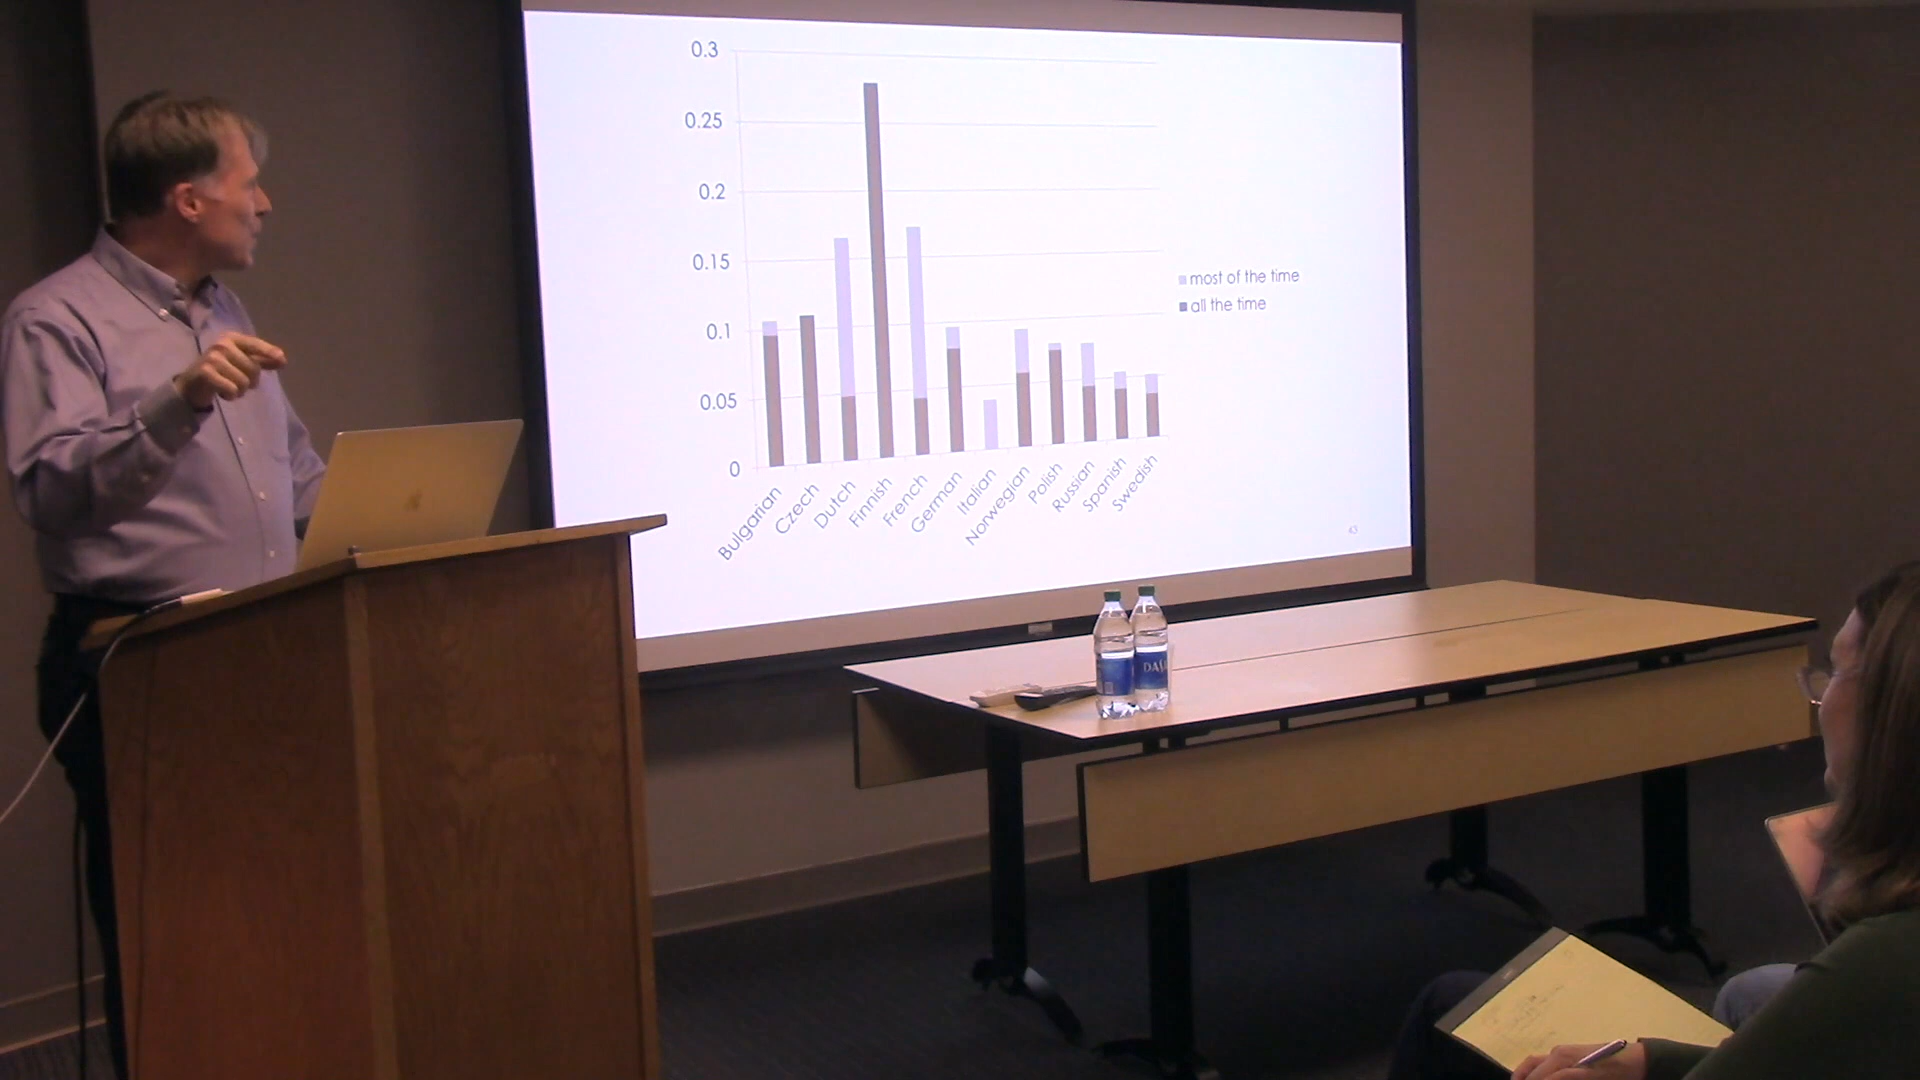 0.3
0.25
0.2
0.15
0.1
0.05
0
Bulgarian
Czech
Dutch
Finnish
French
German
Italian
Norwegian
Polish
Russian
Spanish
Swedish
most of the time
all the time
43